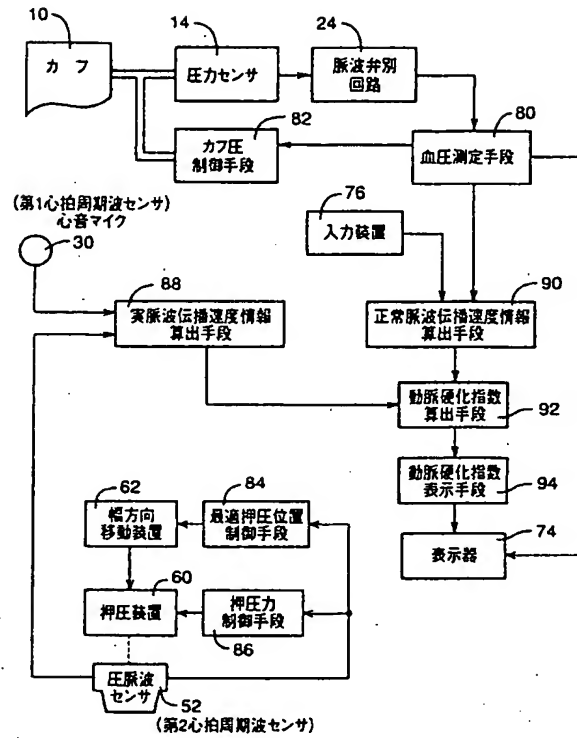 10
カフ
14
圧力センサ
24
脈波弁別
回路
82
カフ圧
制御手段
80
血圧測定手段
(第1心拍周期波センサ)
心音マイク
30
76
入力装置
88
実脈波伝播速度情報
算出手段
90
正常脈波伝播速度情報
算出手段
動脈硬化指数
算出手段
92
動脈硬化指数
表示手段
94
62
幅方向
移動装置
84
最適押圧位置
制御手段
74
表示器
60
押圧装置
押圧力
制御手段
86
圧脈波
センサ
52
(第2心拍周期波センサ)